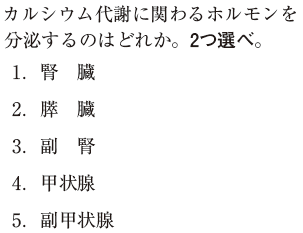 カルシウム代謝に関わるホルモンを
分泌するのはどれか。2つ選べ。
1. 腎　臓
2. 膵　臓
3. 副　腎
4. 甲状腺
5. 副甲状腺